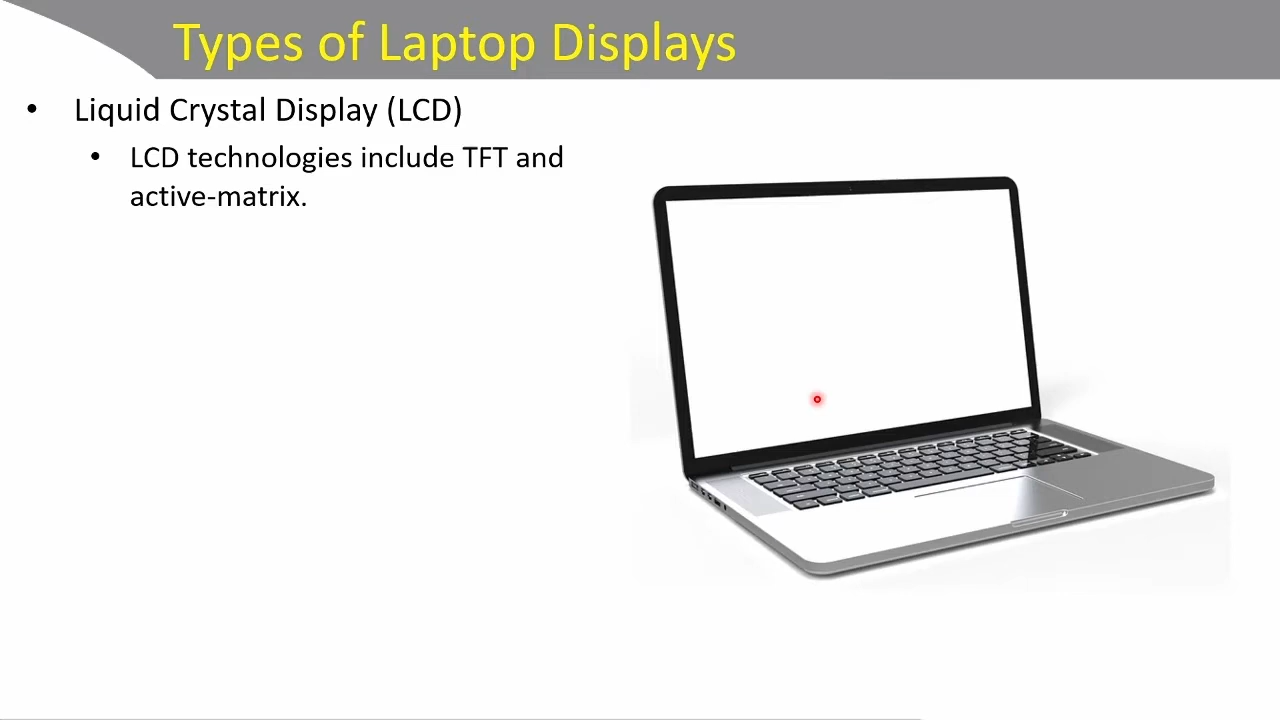 Types of Laptop Displays
• Liquid Crystal Display (LCD)
• LCD technologies include TFT and
active-matrix.